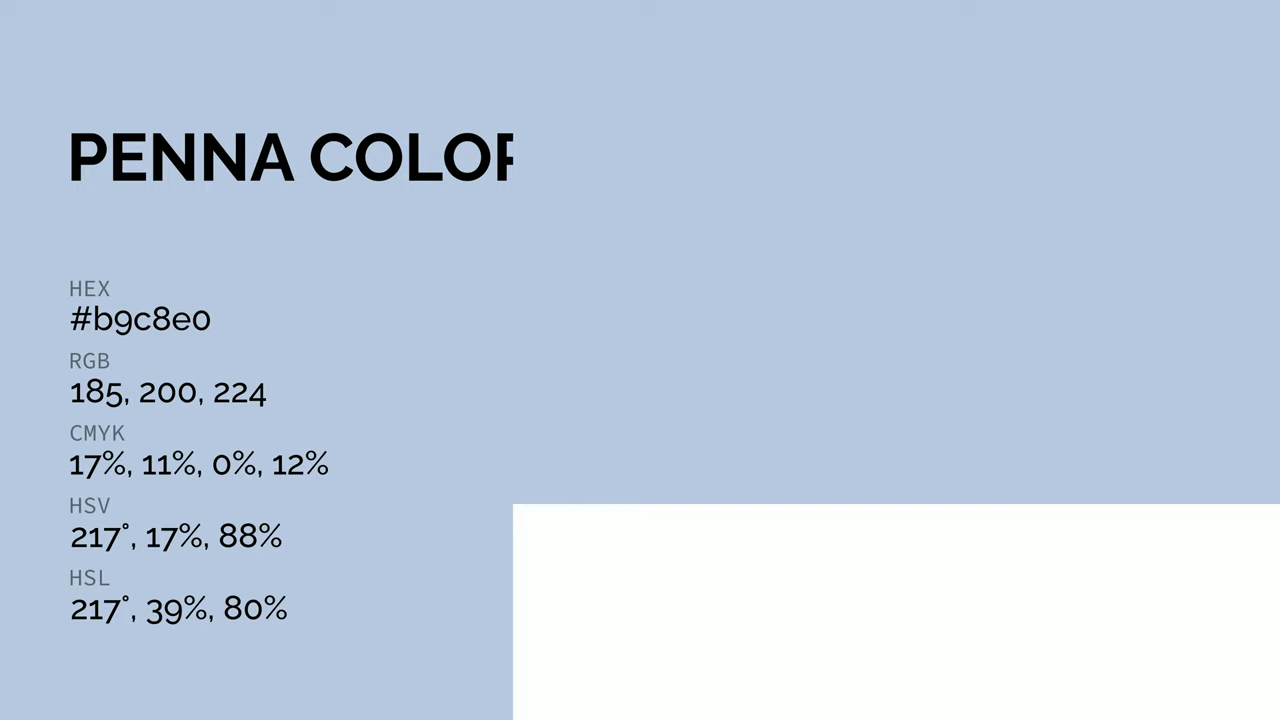 PENNA COLOR
HEX
#b9c8e0
RGB
185, 200, 224
CMYK
17%, 11%, 0%, 12%
HSV
217°, 17%, 88%
HSL
217°, 39%, 80%